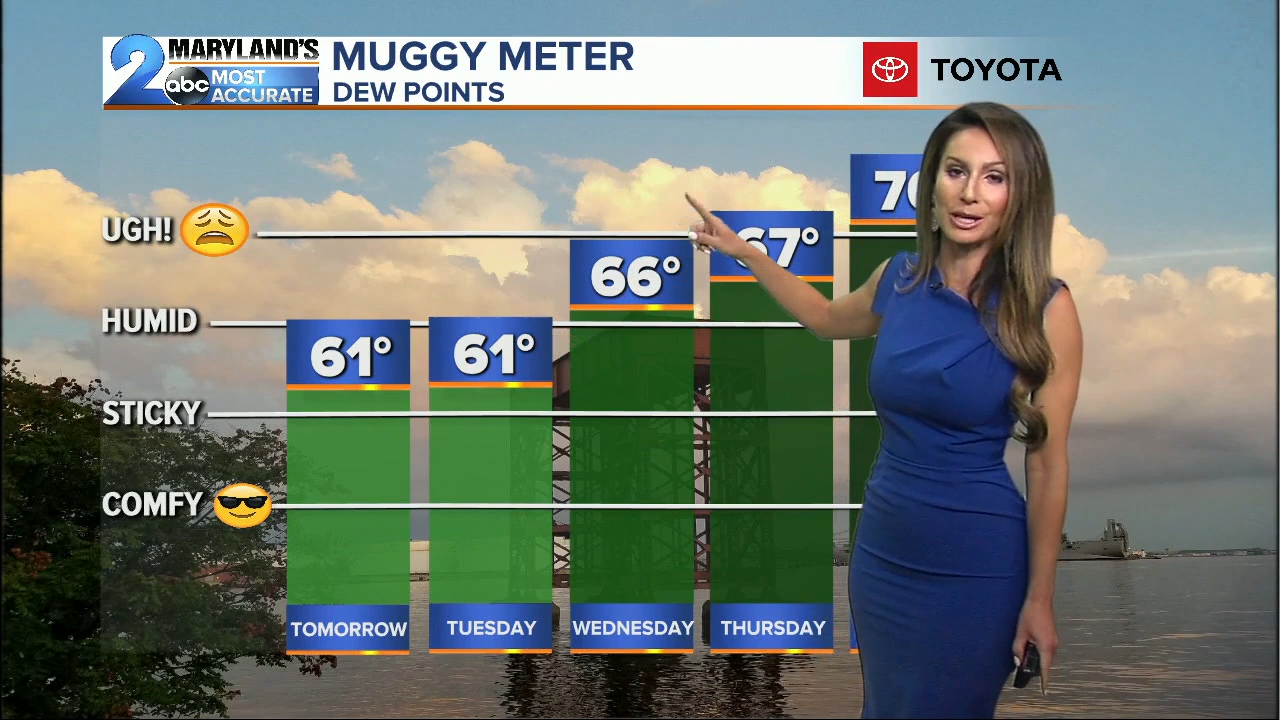 2 MARYLAND'S
abc MOST
ACCURATE
MUGGY METER
DEW POINTS
TOYOTA
UGH!
HUMID
STICKY
COMFY
61°
61°
66°
67°
TOMORROW
TUESDAY
WEDNESDAY
THURSDAY